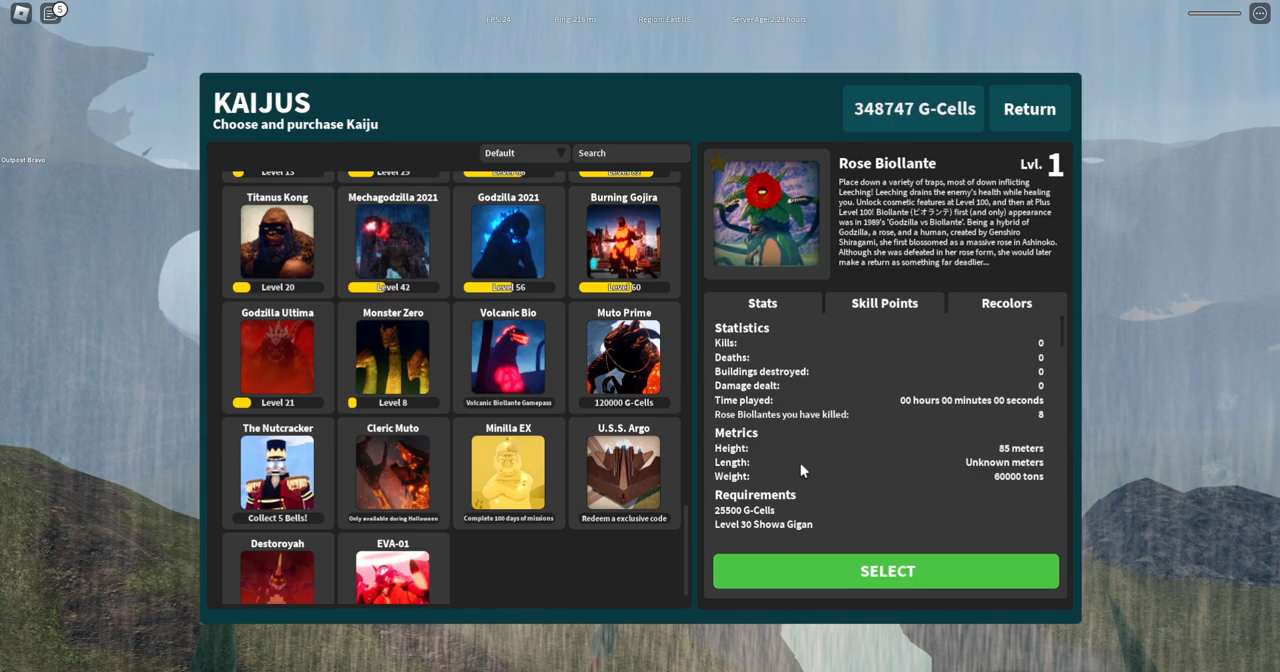 5
FPS: 24
Ping: 216 ms
Region: East US
Server Age: 2.29 hours
Outpost Bravo
KAIJUS
Choose and purchase Kaiju
348747 G-Cells
Return
Default
Search
Level 13
Level 29
Titanus Kong
Mechagodzilla 2021
Godzilla 2021
Burning Gojira
Level 20
Level 42
Level 56
Level 60
Godzilla Ultima
Monster Zero
Volcanic Bio
Muto Prime
Level 21
Level 8
Volcanic Biollante Gamepass
120000 G-Cells
The Nutcracker
Cleric Muto
Minilla EX
U.S.S. Argo
Collect 5 Bells!
Only available during Halloween
Complete 100 days of missions
Redeem a exclusive code
Destoroyah
EVA-01
Rose Biollante
Lvl. 1
Place down a variety of traps, most of down inflicting
Leeching! Leeching drains the enemy's health while healing
you. Unlock cosmetic features at Level 100, and then at Plus
Level 100! Biollante (ビオランテ) first (and only) appearance
was in 1989's 'Godzilla vs Biollante'. Being a hybrid of
Godzilla, a rose, and a human, created by Genshiro
Shiragami, she first blossomed as a massive rose in Ashinoko.
Although she was defeated in her rose form, she would later
make a return as something far deadlier...
Stats
Skill Points
Recolors
Statistics
Kills: 0
Deaths: 0
Buildings destroyed: 0
Damage dealt: 0
Time played: 00 hours 00 minutes 00 seconds
Rose Biollantes you have killed: 8
Metrics
Height: 85 meters
Length: Unknown meters
Weight: 60000 tons
Requirements
25500 G-Cells
Level 30 Showa Gigan
SELECT